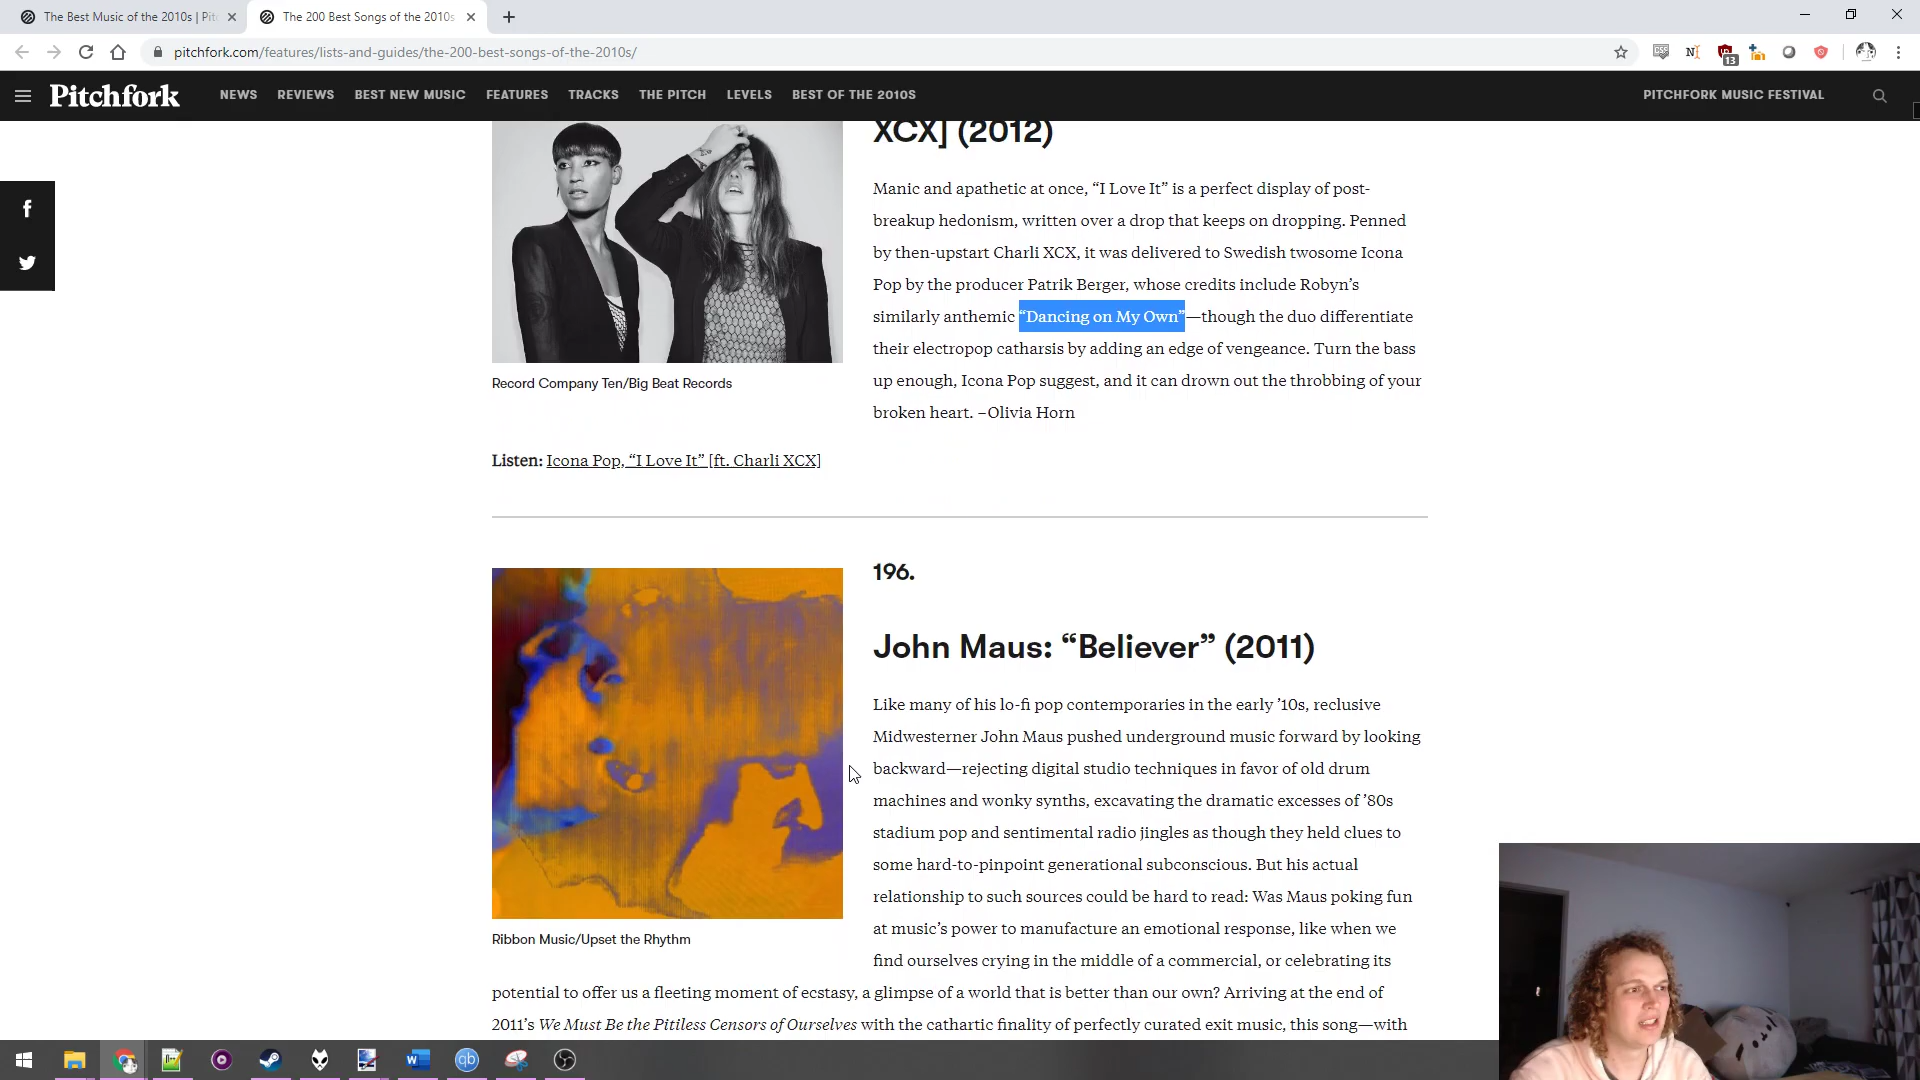 The Best Music of the 2010s | Pit
The 200 Best Songs of the 2010s
pitchfork.com/features/lists-and-guides/the-200-best-songs-of-the-2010s/
13
Pitchfork
NEWS
REVIEWS
BEST NEW MUSIC
FEATURES
TRACKS
THE PITCH
LEVELS
BEST OF THE 2010S
PITCHFORK MUSIC FESTIVAL
XCX] (2012)
Manic and apathetic at once, “I Love It” is a perfect display of post-
breakup hedonism, written over a drop that keeps on dropping. Penned
by then-upstart Charli XCX, it was delivered to Swedish twosome Icona
Pop by the producer Patrik Berger, whose credits include Robyn’s
similarly anthemic “Dancing on My Own”—though the duo differentiate
their electropop catharsis by adding an edge of vengeance. Turn the bass
up enough, Icona Pop suggest, and it can drown out the throbbing of your
broken heart. –Olivia Horn
Record Company Ten/Big Beat Records
Listen: Icona Pop, “I Love It” [ft. Charli XCX]
196.
John Maus: “Believer” (2011)
Like many of his lo-fi pop contemporaries in the early ’10s, reclusive
Midwesterner John Maus pushed underground music forward by looking
backward—rejecting digital studio techniques in favor of old drum
machines and wonky synths, excavating the dramatic excesses of ’80s
stadium pop and sentimental radio jingles as though they held clues to
some hard-to-pinpoint generational subconscious. But his actual
relationship to such sources could be hard to read: Was Maus poking fun
at music’s power to manufacture an emotional response, like when we
find ourselves crying in the middle of a commercial, or celebrating its
potential to offer us a fleeting moment of ecstasy, a glimpse of a world that is better than our own? Arriving at the end of
2011’s We Must Be the Pitiless Censors of Ourselves with the cathartic finality of perfectly curated exit music, this song—with
Ribbon Music/Upset the Rhythm
qb